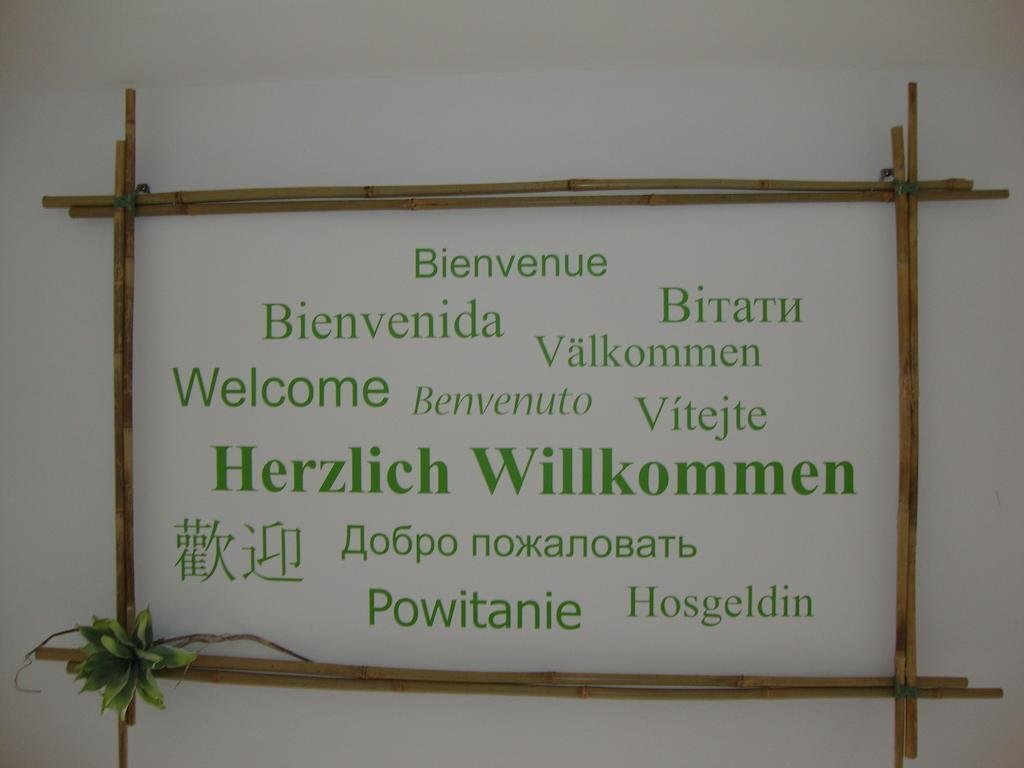 Bienvenue
Bienvenida
Вітати
Välkommen
Welcome
Benvenuto
Vítejte
Herzlich Willkommen
歡迎
Добро пожаловать
Powitanie
Hosgeldin